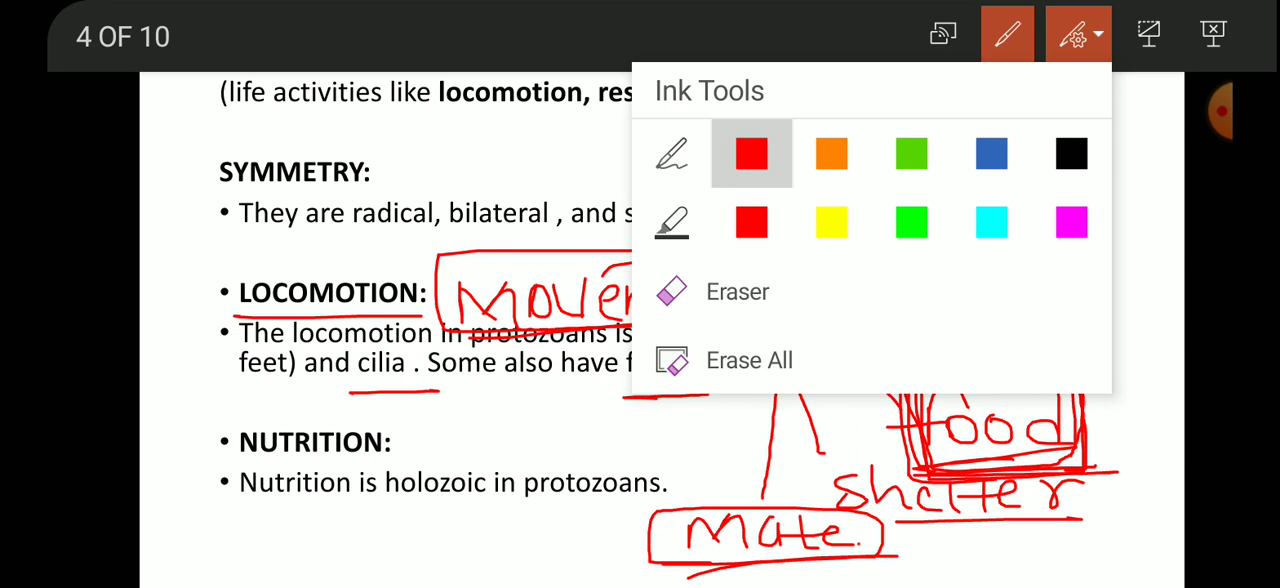 4 OF 10
Ink Tools
Eraser
Erase All
(life activities like locomotion, res
SYMMETRY:
• They are radical, bilateral , and s
• LOCOMOTION: Movem
• The locomotion in protozoans is
feet) and cilia . Some also have f
food
• NUTRITION:
• Nutrition is holozoic in protozoans.
shelter
Mate.